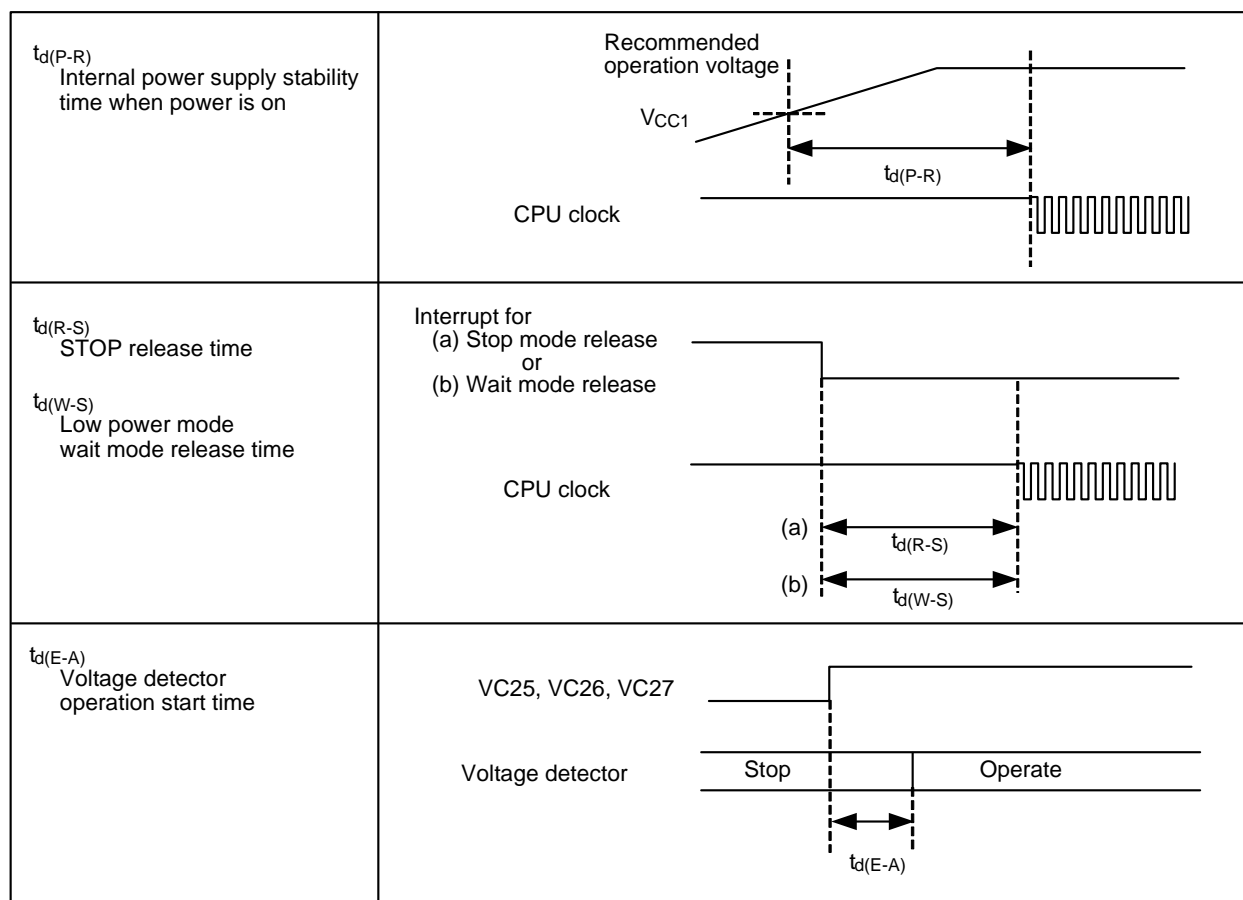 td(P-R)
Internal power supply stability
time when power is on
Recommended
operation voltage
VCC1
td(P-R)
CPU clock
td(R-S)
STOP release time
td(W-S)
Low power mode
wait mode release time
Interrupt for
(a) Stop mode release
or
(b) Wait mode release
CPU clock
(a)
td(R-S)
(b)
td(W-S)
td(E-A)
Voltage detector
operation start time
VC25, VC26, VC27
Voltage detector
Stop
Operate
td(E-A)